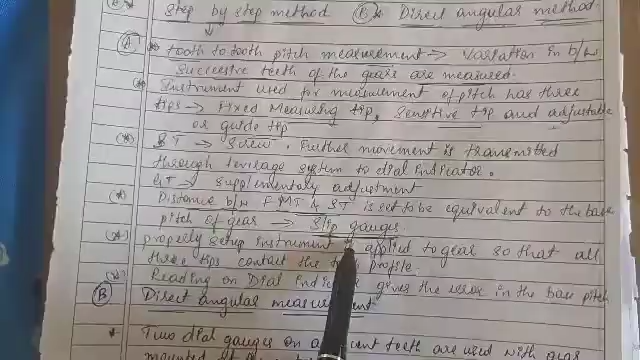 step by step method (B) Direct angular method
(A) tooth to tooth pitch measurement → Variation in b/w
successive teeth of the gears are measured.
Instrument used for measurement of pitch has three
tips → Fixed Measuring tip, Sensitive tip and adjustable
or guide tip
ST → Screw. Further movement is transmitted
through leverage system to dial indicator.
GT → Supplementary adjustment
Distance b/w FMT & ST is set to be equivalent to the base
pitch of gear → Slip gauges
properly setup instrument applied to gear so that all
three tips contact the profile.
Reading on Dial gives the error in the base pitch
(B) Direct angular measurement
Two dial gauges on teeth are used with gear
mounted